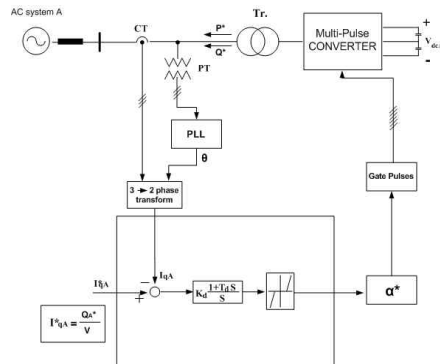 AC system A
CT
P*
Q*
Tr.
Multi-Pulse
CONVERTER
+
-
PT
PLL
θ
3 → 2 phase
transform
Gate Pulses
I*qA
-
IqA
+
Kd 1+Td S / S
α*
I*qA = QA* / V